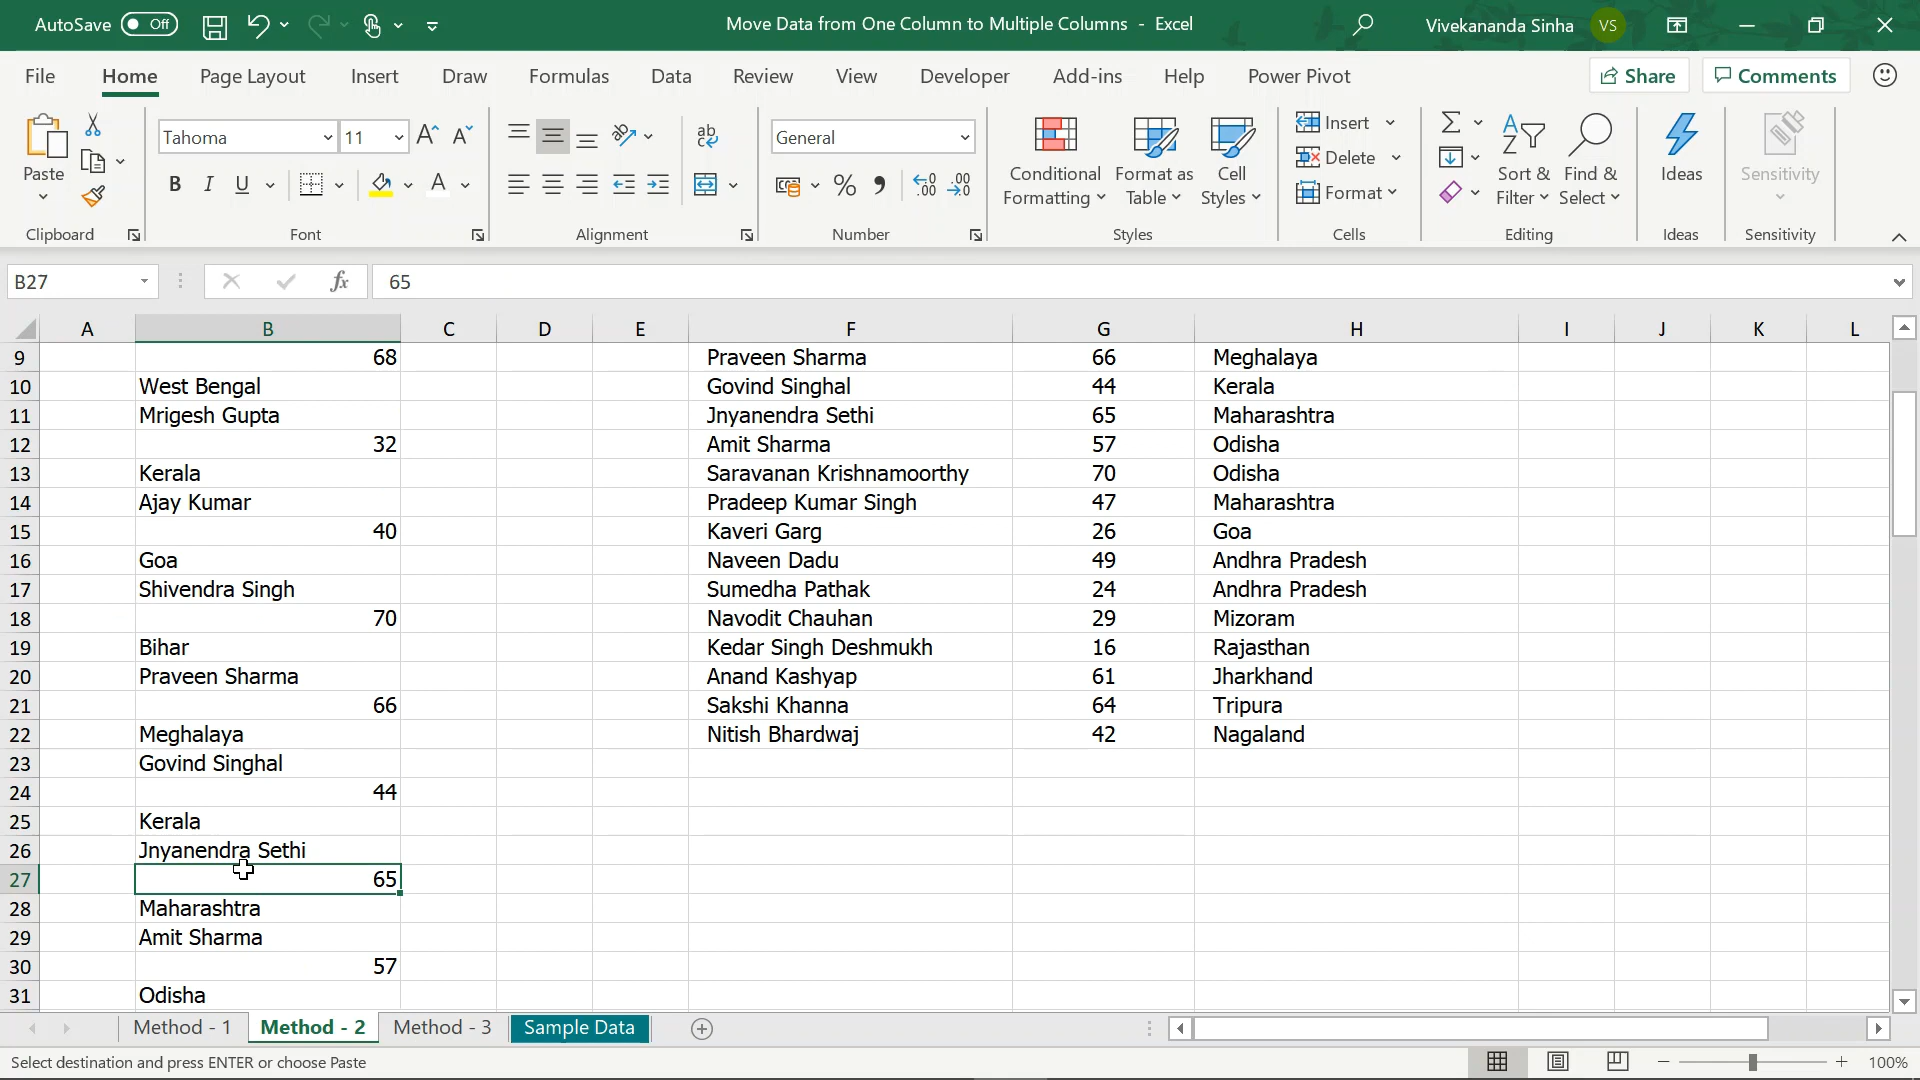 AutoSave Off Move Data from One Column to Multiple Columns - Excel Vivekananda Sinha VS
File Home Page Layout Insert Draw Formulas Data Review View Developer Add-ins Help Power Pivot Share Comments
Paste
Clipboard
Tahoma 11
B I U A
Font
ab
Alignment
General
% 9 .00
Number
Conditional Formatting
Format as Table
Cell Styles
Styles
Insert
Delete
Format
Cells
Sort & Filter
Find & Select
Editing
Ideas
Ideas
Sensitivity
Sensitivity
B27 fx 65
A B C D E F G H I J K L
9 68 Praveen Sharma 66 Meghalaya
10 West Bengal Govind Singhal 44 Kerala
11 Mrigesh Gupta Jnyanendra Sethi 65 Maharashtra
12 32 Amit Sharma 57 Odisha
13 Kerala Saravanan Krishnamoorthy 70 Odisha
14 Ajay Kumar Pradeep Kumar Singh 47 Maharashtra
15 40 Kaveri Garg 26 Goa
16 Goa Naveen Dadu 49 Andhra Pradesh
17 Shivendra Singh Sumedha Pathak 24 Andhra Pradesh
18 70 Navodit Chauhan 29 Mizoram
19 Bihar Kedar Singh Deshmukh 16 Rajasthan
20 Praveen Sharma Anand Kashyap 61 Jharkhand
21 66 Sakshi Khanna 64 Tripura
22 Meghalaya Nitish Bhardwaj 42 Nagaland
23 Govind Singhal
24 44
25 Kerala
26 Jnyanendra Sethi
27 65
28 Maharashtra
29 Amit Sharma
30 57
31 Odisha
Method - 1 Method - 2 Method - 3 Sample Data
Select destination and press ENTER or choose Paste 100%